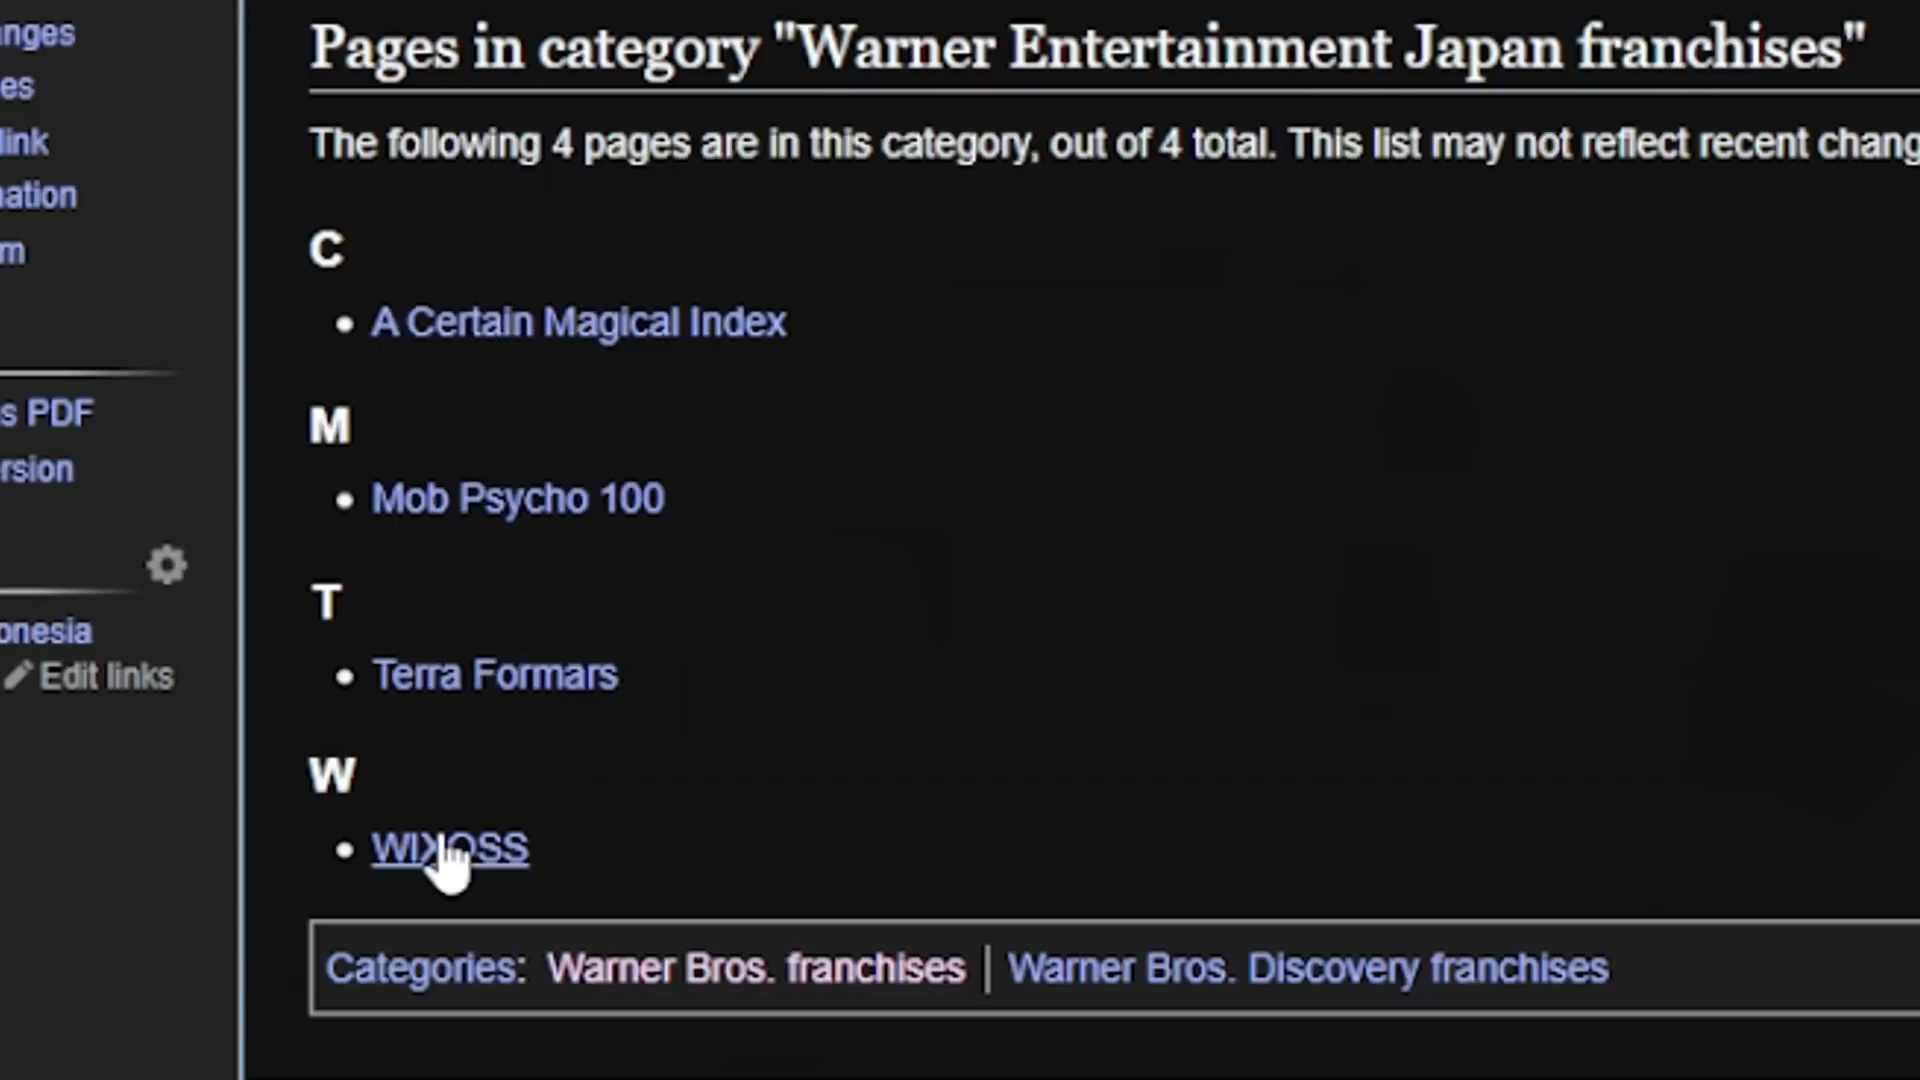 Pages in category "Warner Entertainment Japan franchises"
The following 4 pages are in this category, out of 4 total. This list may not reflect recent chang
C
A Certain Magical Index
M
Mob Psycho 100
T
Terra Formars
W
WIXOSS
Categories: Warner Bros. franchises | Warner Bros. Discovery franchises
nges
es
link
nation
m
s PDF
rsion
onesia
Edit links